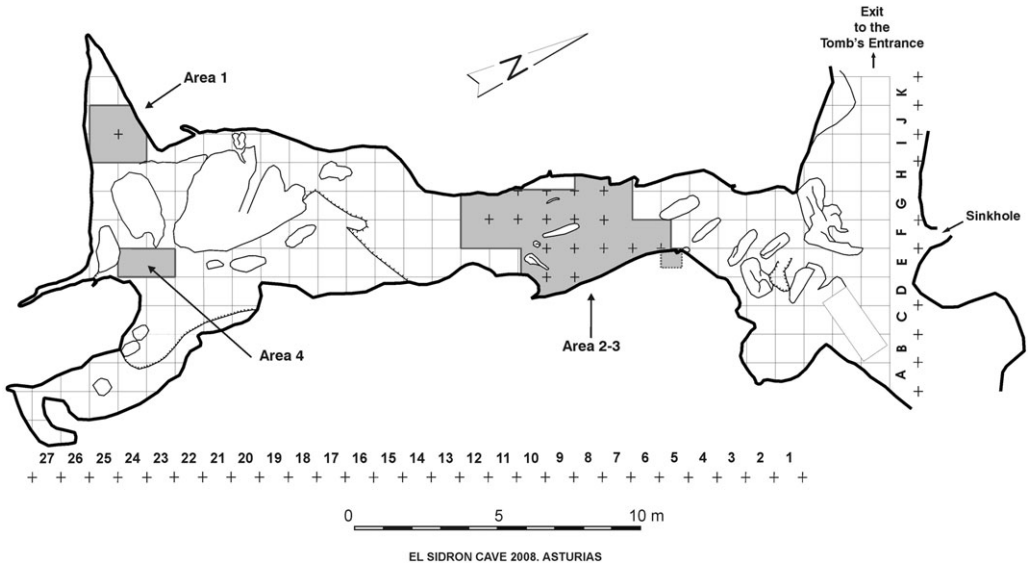 Exit
to the
Tomb's Entrance
Area 1
N
K
J
I
H
G
F
E
D
C
B
A
Sinkhole
Area 4
Area 2-3
27 26 25 24 23 22 21 20 19 18 17 16 15 14 13 12 11 10 9 8 7 6 5 4 3 2 1
0 5 10 m
EL SIDRON CAVE 2008. ASTURIAS